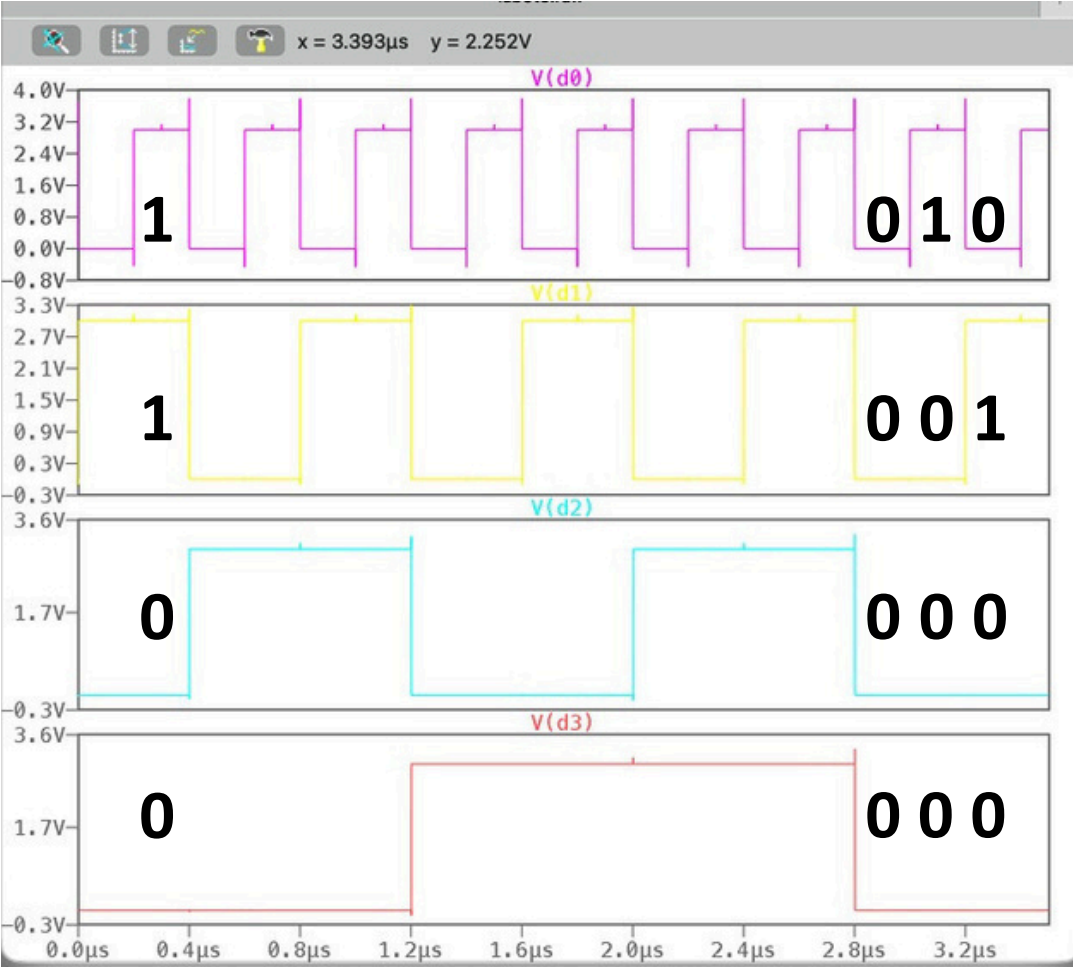 x = 3.393µs y = 2.252V
V(d0)
4.0V
3.2V
2.4V
1.6V
0.8V
0.0V
−0.8V
1 0 1 0
V(d1)
3.3V
2.7V
2.1V
1.5V
0.9V
0.3V
−0.3V
1 0 0 1
V(d2)
3.6V
1.7V
−0.3V
0 0 0 0
V(d3)
3.6V
1.7V
−0.3V
0 0 0 0
0.0µs 0.4µs 0.8µs 1.2µs 1.6µs 2.0µs 2.4µs 2.8µs 3.2µs